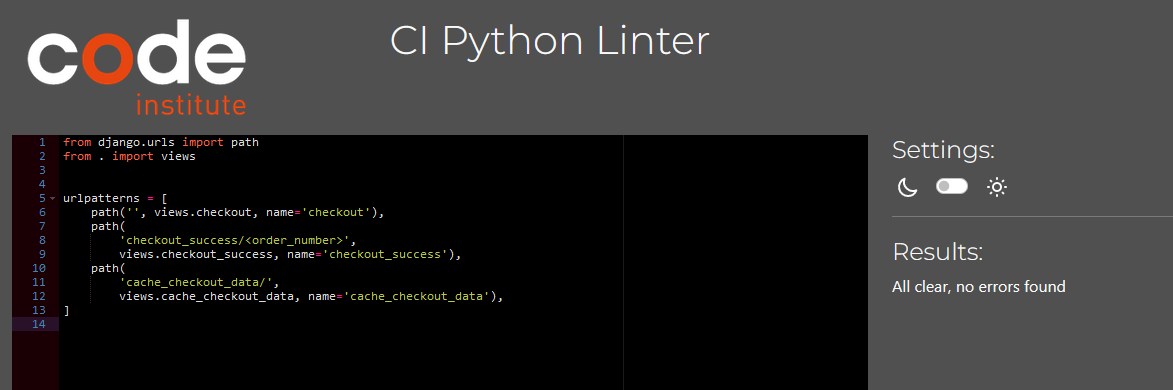 code
institute
CI Python Linter
1 from django.urls import path
2 from . import views
3
4
5 urlpatterns = [
6     path('', views.checkout, name='checkout'),
7     path(
8         'checkout_success/<order_number>',
9         views.checkout_success, name='checkout_success'),
10     path(
11         'cache_checkout_data/',
12         views.cache_checkout_data, name='cache_checkout_data'),
13 ]
14
Settings:
Results:
All clear, no errors found